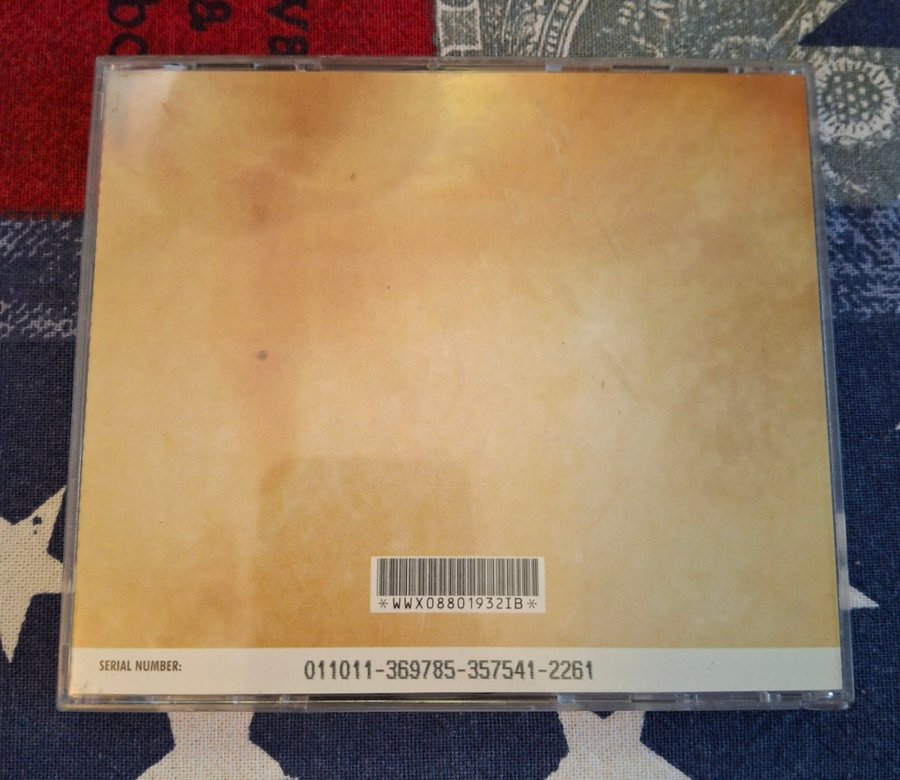 *WWX08801932IB*
SERIAL NUMBER: 011011-369785-357541-2261